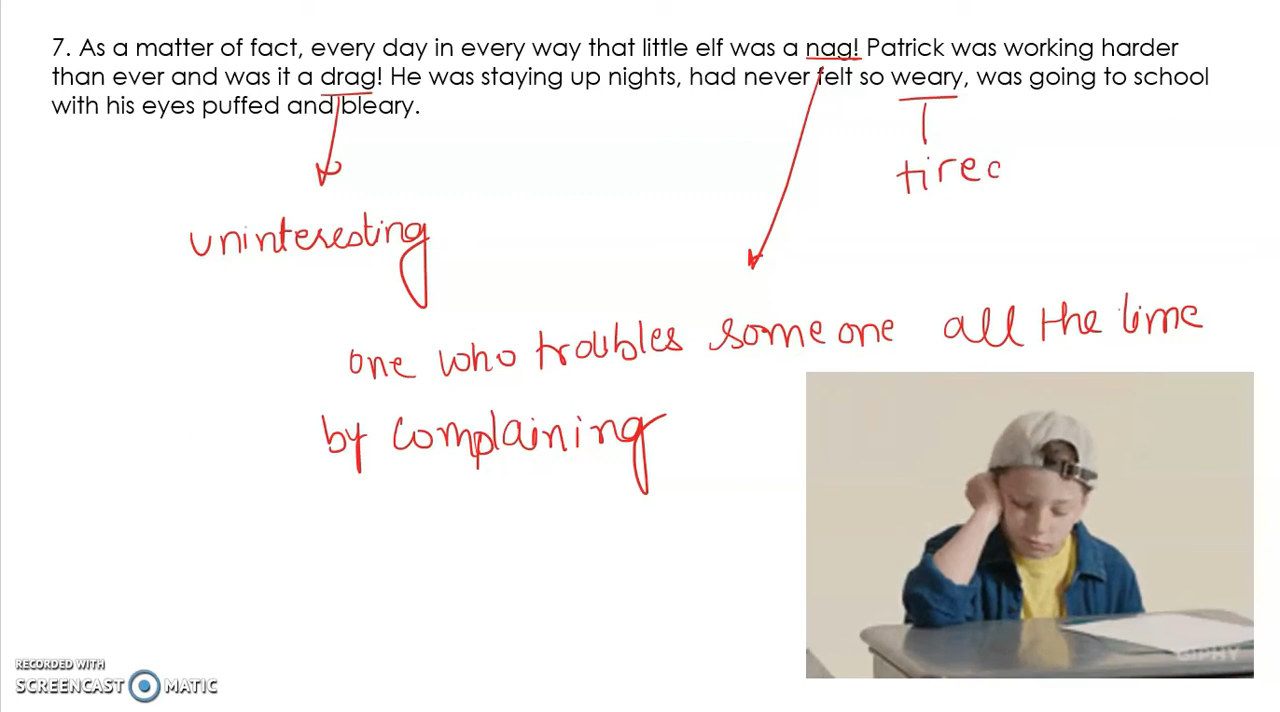 7. As a matter of fact, every day in every way that little elf was a nag! Patrick was working harder
than ever and was it a drag! He was staying up nights, had never felt so weary, was going to school
with his eyes puffed and bleary.
tirec
uninteresting
one who troubles someone all the time
by complaining
GIPHY
RECORDED WITH
SCREENCAST MATIC